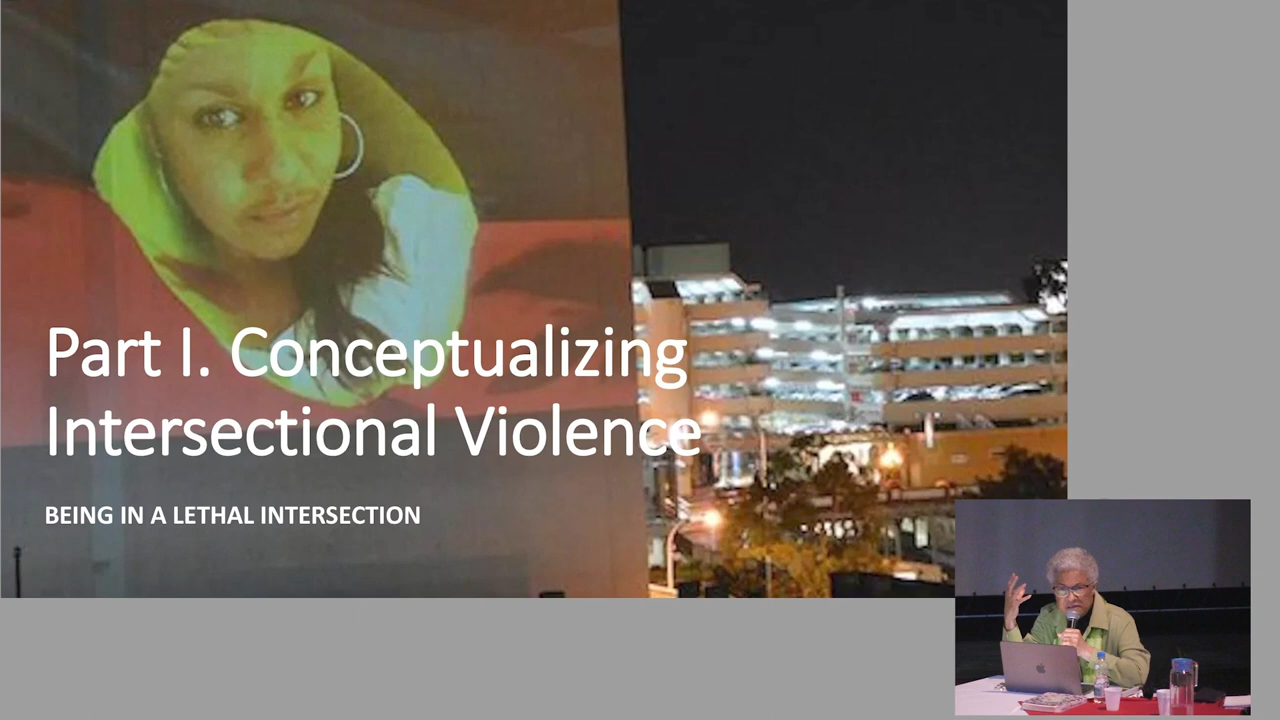 Part I. Conceptualizing
Intersectional Violence
BEING IN A LETHAL INTERSECTION